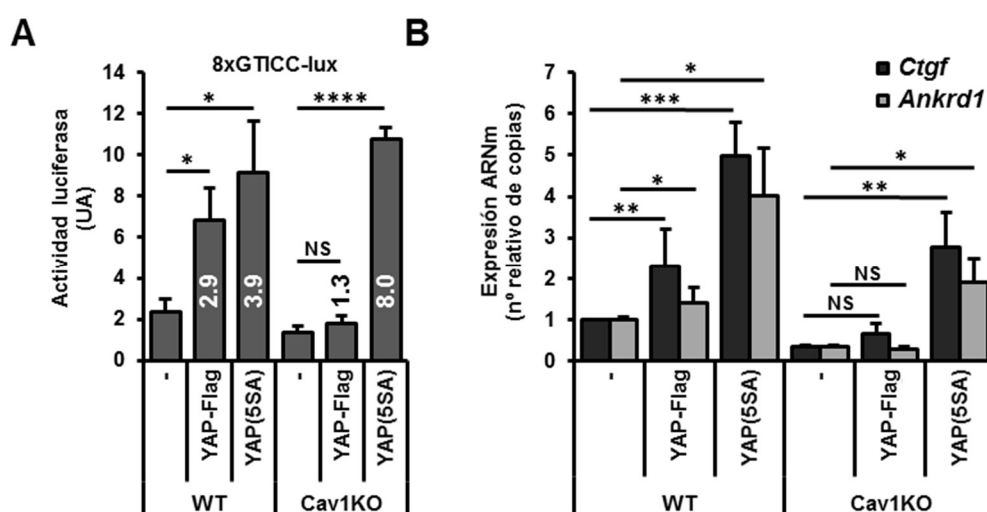 A
8xGTICC-lux
Actividad luciferasa
(UA)
14
12
10
8
6
4
2
0
*
*
****
NS
2.9
3.9
1.3
8.0
-
YAP-Flag
YAP(5SA)
-
YAP-Flag
YAP(5SA)
WT
Cav1KO
B
Ctgf
Ankrd1
Expresión ARNm
(nº relativo de copias)
7
6
5
4
3
2
1
0
*
***
*
**
*
**
NS
NS
-
YAP-Flag
YAP(5SA)
-
YAP-Flag
YAP(5SA)
WT
Cav1KO